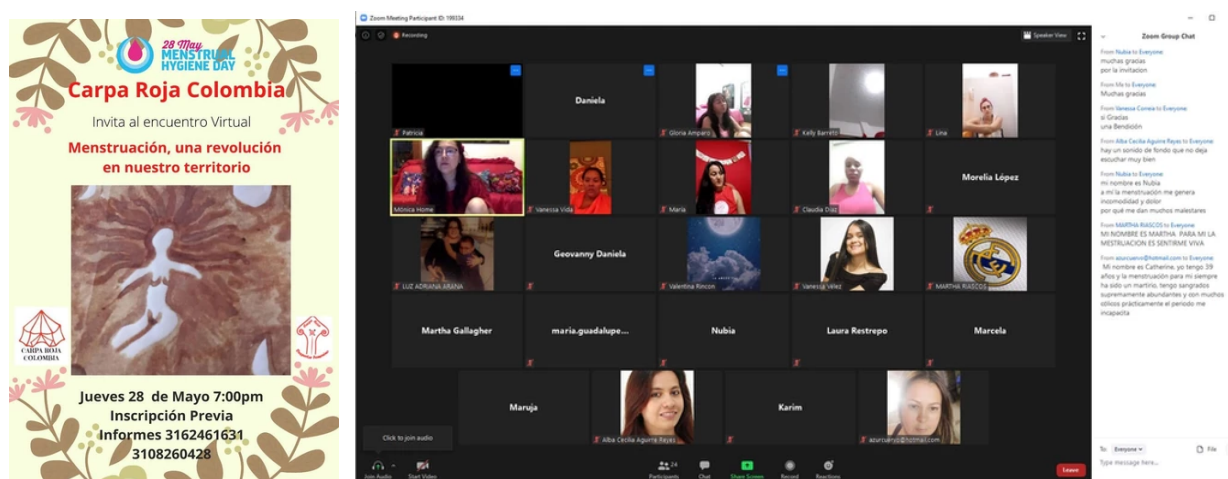 28 May
MENSTRUAL
HYGIENE DAY
Carpa Roja Colombia
Invita al encuentro Virtual
Menstruación, una revolución
en nuestro territorio
CARPA ROJA
COLOMBIA
Jueves 28 de Mayo 7:00pm
Inscripción Previa
Informes 3162461631
3108260428
Zoom Meeting Participant ID: 199334
Recording
Speaker View
Patricia
Daniela
Gloria Amparo
Kelly Barreto
Lina
Mónica Home
Vanessa Vida
María
Claudia Díaz
Morelia López
LUZ ADRIANA ARANA
Geovanny Daniela
Valentina Rincon
Vanessa Vélez
MARTHA RIASCOS
Martha Gallagher
maria.guadalupe...
Nubia
Laura Restrepo
Marcela
Maruja
Alba Cecilia Aguirre Reyes
Karim
azurcuervo@hotmail.com
Click to join audio
Join Audio
Start Video
24
Participants
Chat
Share Screen
Record
Reactions
Leave
Zoom Group Chat
From Nubia to Everyone:
muchas gracias
por la invitacion
From Me to Everyone:
Muchas gracias
From Vanessa Correa to Everyone:
si Gracias
una Bendición
From Alba Cecilia Aguirre Reyes to Everyone:
hay un sonido de fondo que no deja
escuchar muy bien
From Nubia to Everyone:
mi nombre es Nubia
a mi la menstruación me genera
incomodidad y dolor
por qué me dan muchos malestares
From MARTHA RIASCOS to Everyone:
MI NOMBRE ES MARTHA PARA MI LA
MESTRUACION ES SENTIRME VIVA
From azurcuervo@hotmail.com to Everyone:
Mi nombre es Catherine, yo tengo 39
años y la menstruación para mi siempre
ha sido un martirio, tengo sangrados
supremamente abundantes y con muchos
cólicos prácticamente el periodo me
incapacita
To: Everyone
File
Type message here...